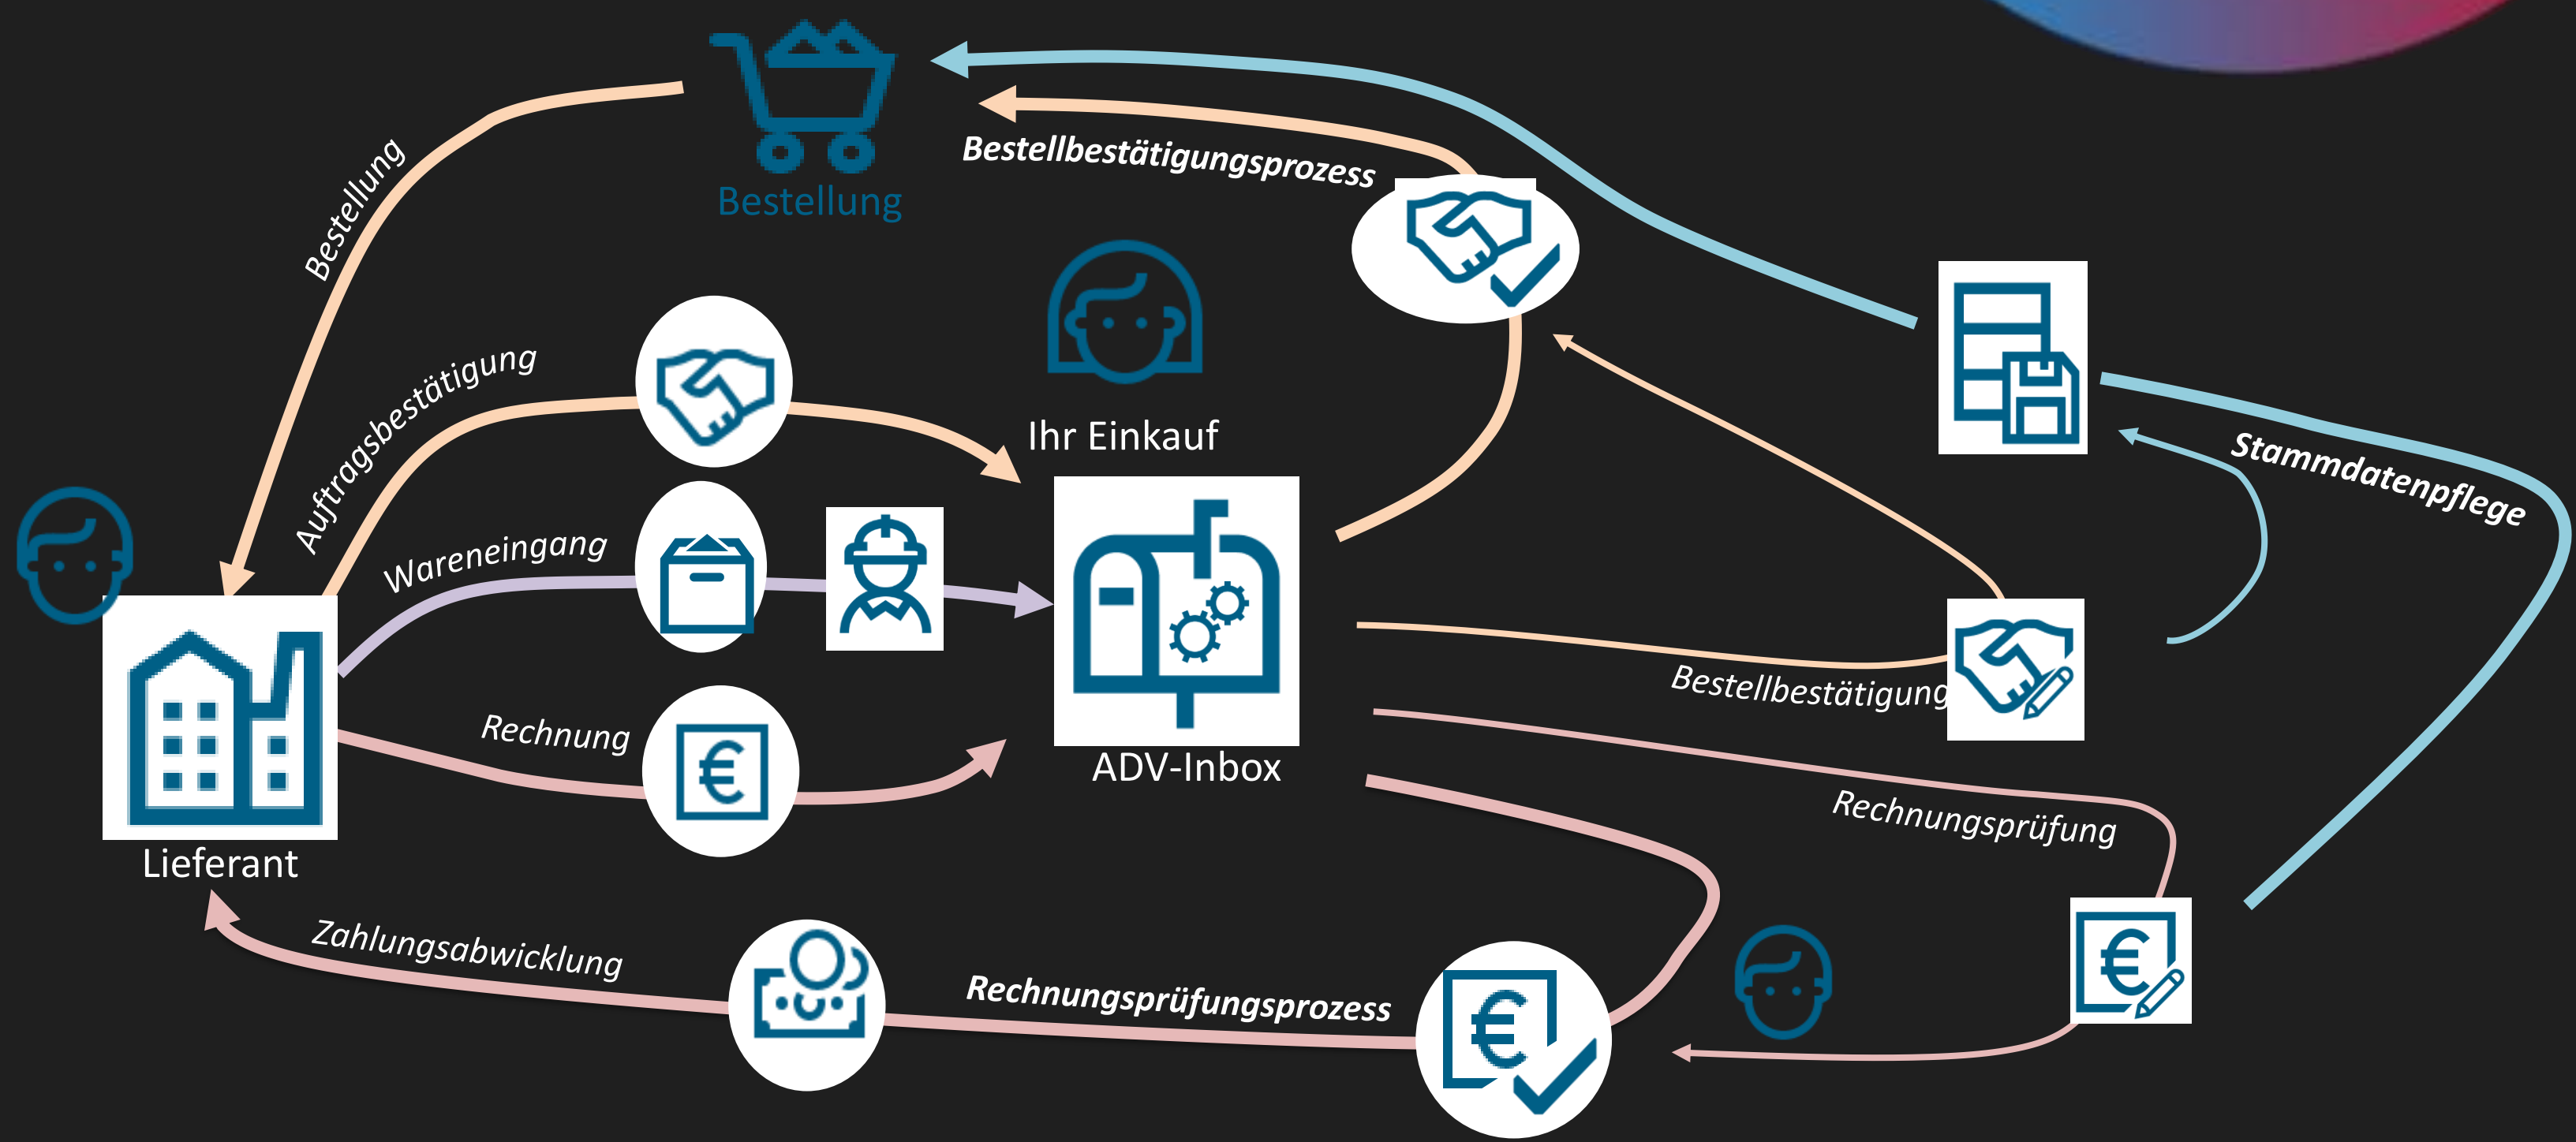 Bestellung
Bestellbestätigungsprozess
Bestellung
Auftragsbestätigung
Ihr Einkauf
Stammdatenpflege
Wareneingang
Bestellbestätigung
Rechnung
ADV-Inbox
Rechnungsprüfung
Lieferant
Zahlungsabwicklung
Rechnungsprüfungsprozess